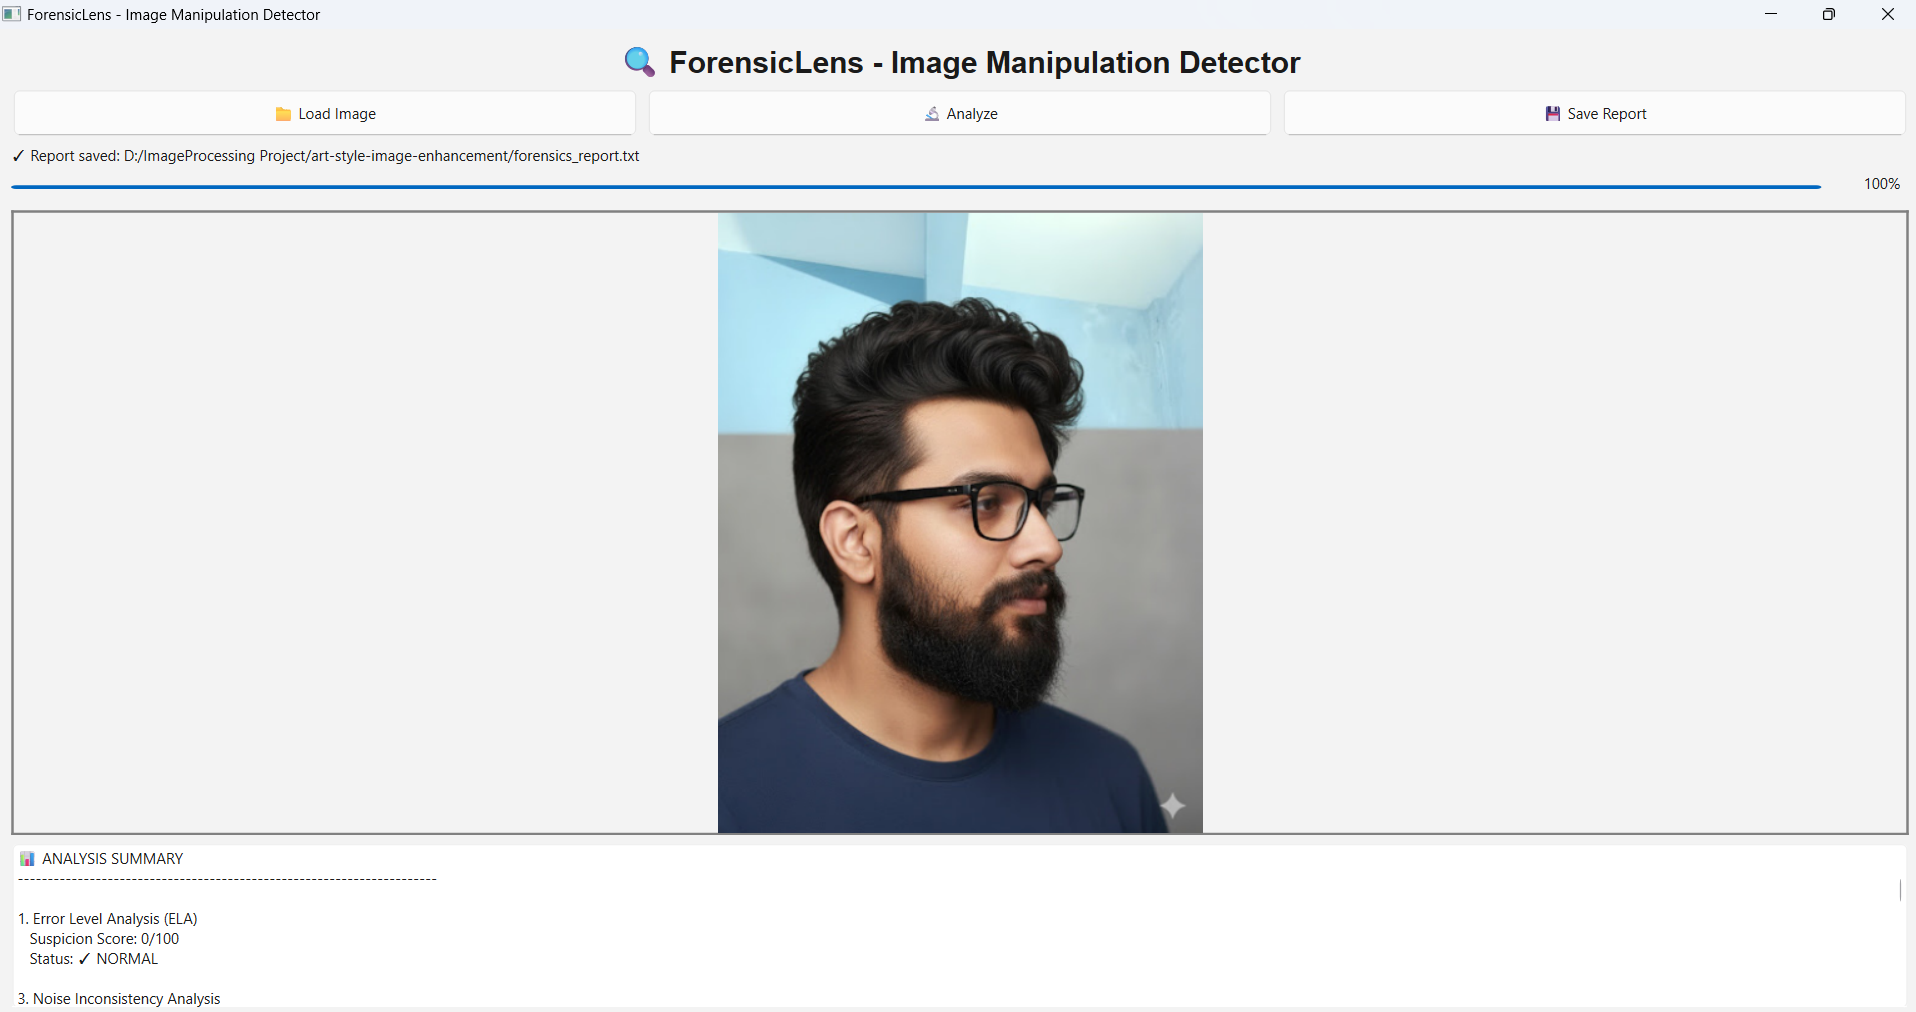 ForensicLens - Image Manipulation Detector
ForensicLens - Image Manipulation Detector
Load Image
Analyze
Save Report
✓ Report saved: D:/ImageProcessing Project/art-style-image-enhancement/forensics_report.txt
100%
ANALYSIS SUMMARY
----------------------------------------------------------------------
1. Error Level Analysis (ELA)
Suspicion Score: 0/100
Status: ✓ NORMAL
3. Noise Inconsistency Analysis